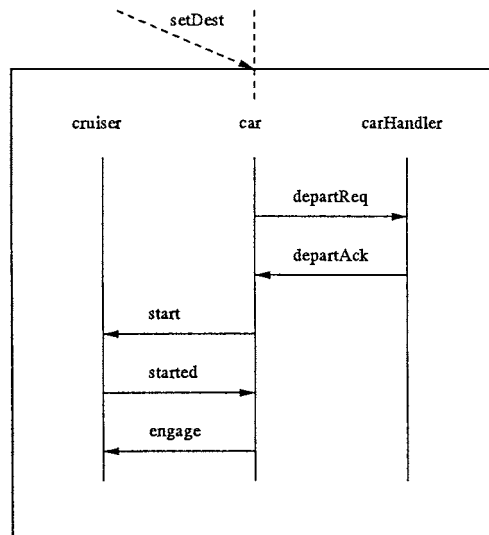 setDest
cruiser car carHandler
departReq
departAck
start
started
engage